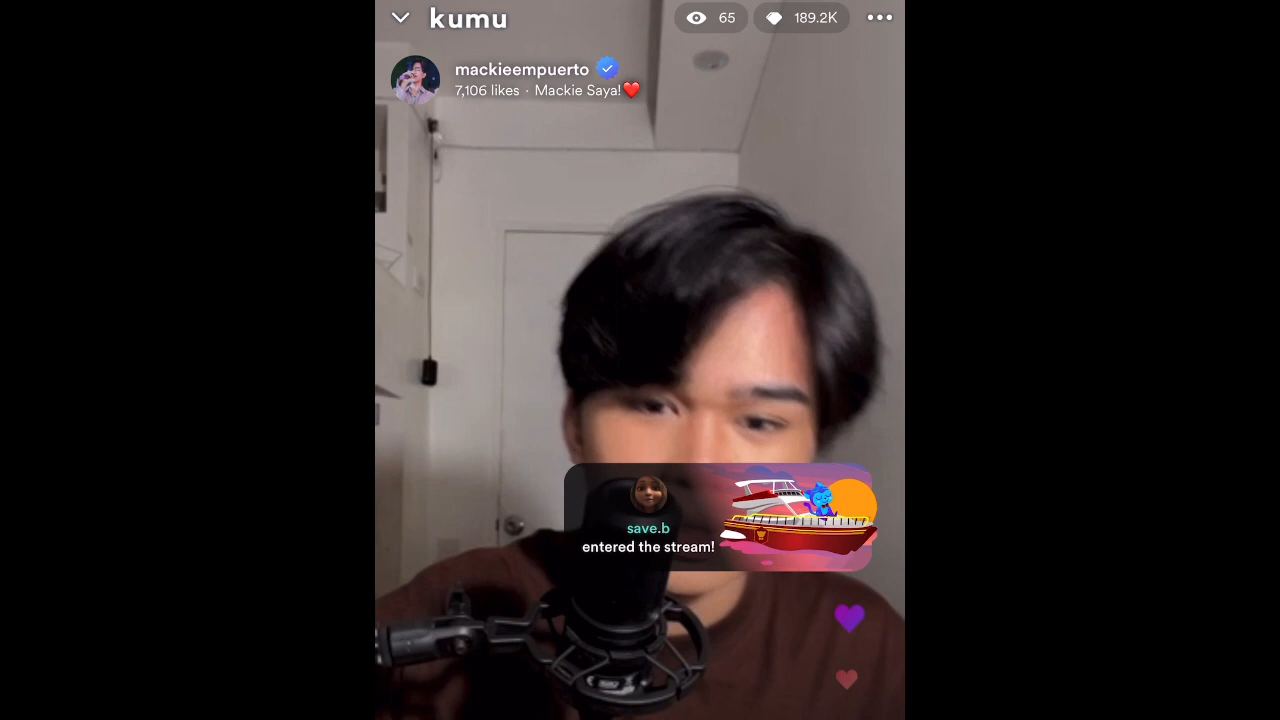 kumu
65
189.2K
mackieempuerto
7,106 likes · Mackie Saya!❤️
save.b
entered the stream!